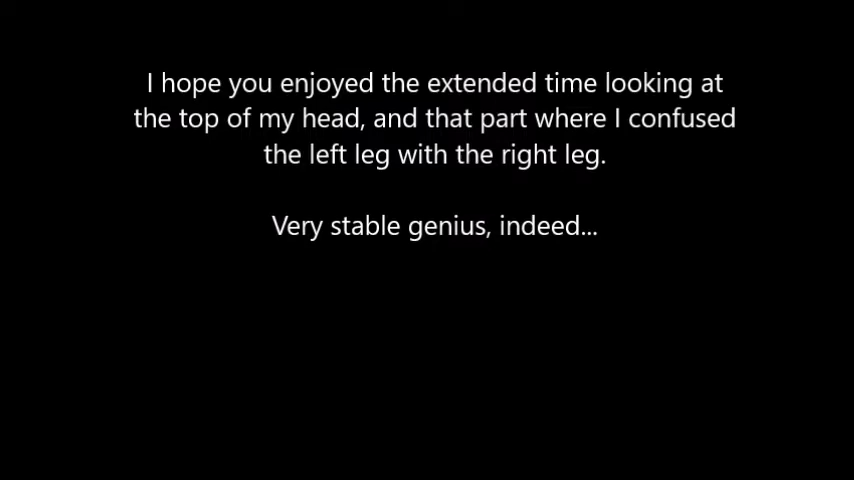 I hope you enjoyed the extended time looking at
the top of my head, and that part where I confused
the left leg with the right leg.
Very stable genius, indeed...